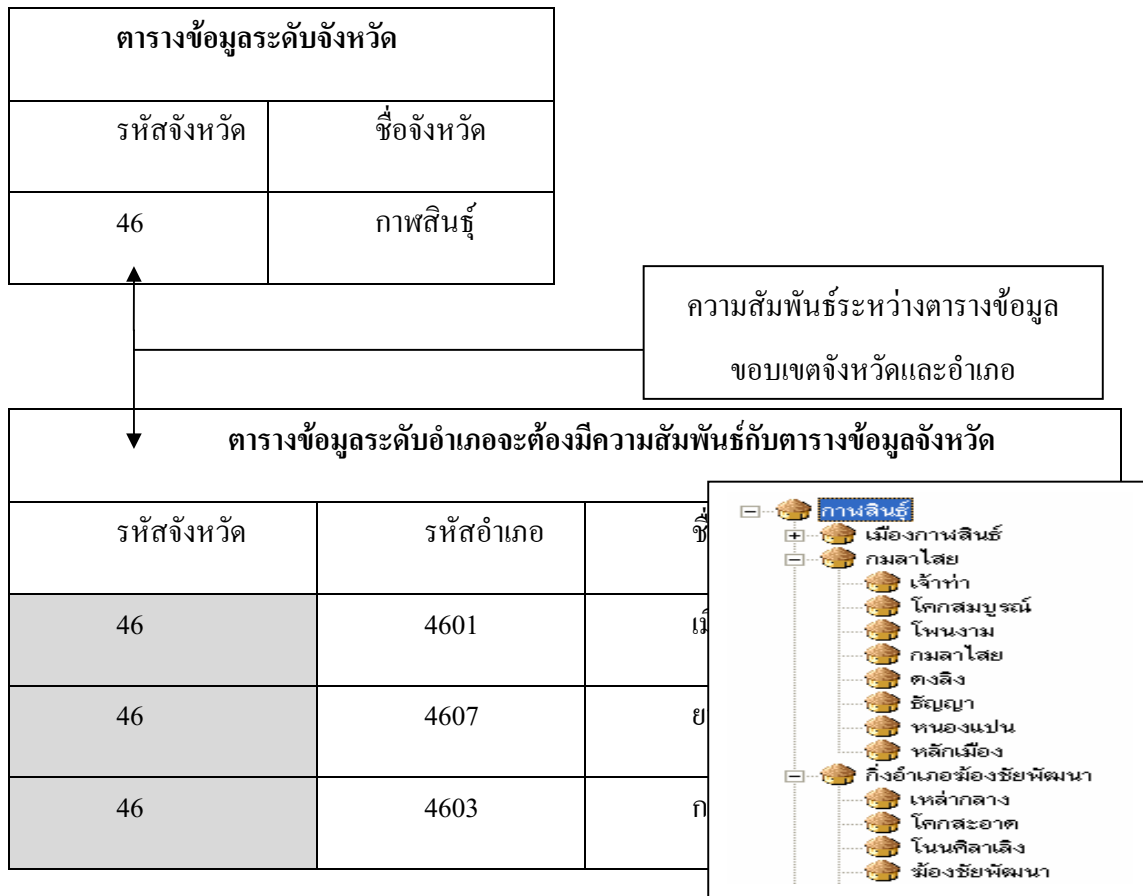 ตารางข้อมูลระดับจังหวัด
รหัสจังหวัด ชื่อจังหวัด
46 กาฬสินธุ์
ความสัมพันธ์ระหว่างตารางข้อมูล
ขอบเขตจังหวัดและอำเภอ
ตารางข้อมูลระดับอำเภอจะต้องมีความสัมพันธ์กับตารางข้อมูลจังหวัด
รหัสจังหวัด รหัสอำเภอ
46 4601
46 4607
46 4603
กาฬสินธุ์
เมืองกาฬสินธุ์
กมลาไสย
เจ้าท่า
โคกสมบูรณ์
โพนงาม
กมลาไสย
ดงลิง
ธัญญา
หนองแปน
หลักเมือง
กิ่งอำเภอฆ้องชัยพัฒนา
เหล่ากลาง
โคกสะอาด
โนนศิลาเลิง
ฆ้องชัยพัฒนา